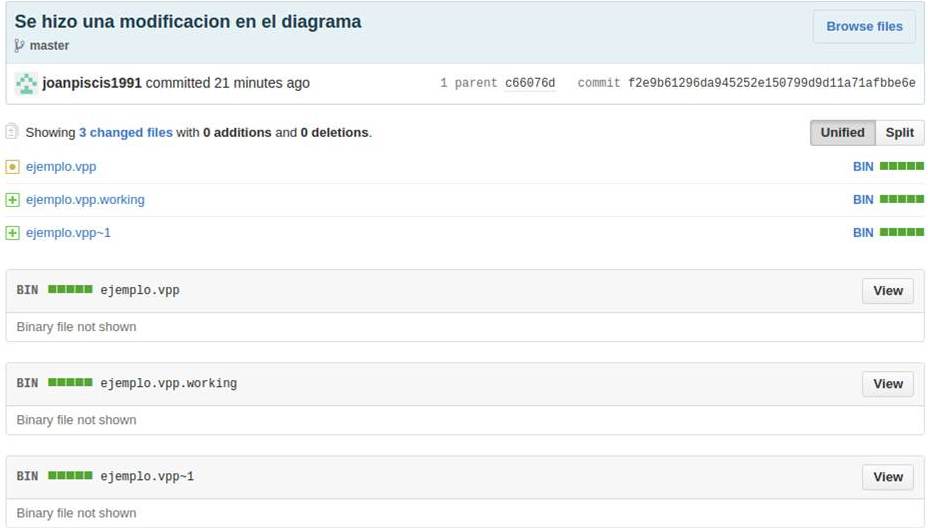 Se hizo una modificacion en el diagrama
Browse files
master
joanpiscis1991 committed 21 minutes ago 1 parent c66076d commit f2e9b61296da945252e150799d9d11a71afbbe6e
Showing 3 changed files with 0 additions and 0 deletions. Unified Split
ejemplo.vpp BIN
ejemplo.vpp.working BIN
ejemplo.vpp~1 BIN
BIN ejemplo.vpp View
Binary file not shown
BIN ejemplo.vpp.working View
Binary file not shown
BIN ejemplo.vpp~1 View
Binary file not shown